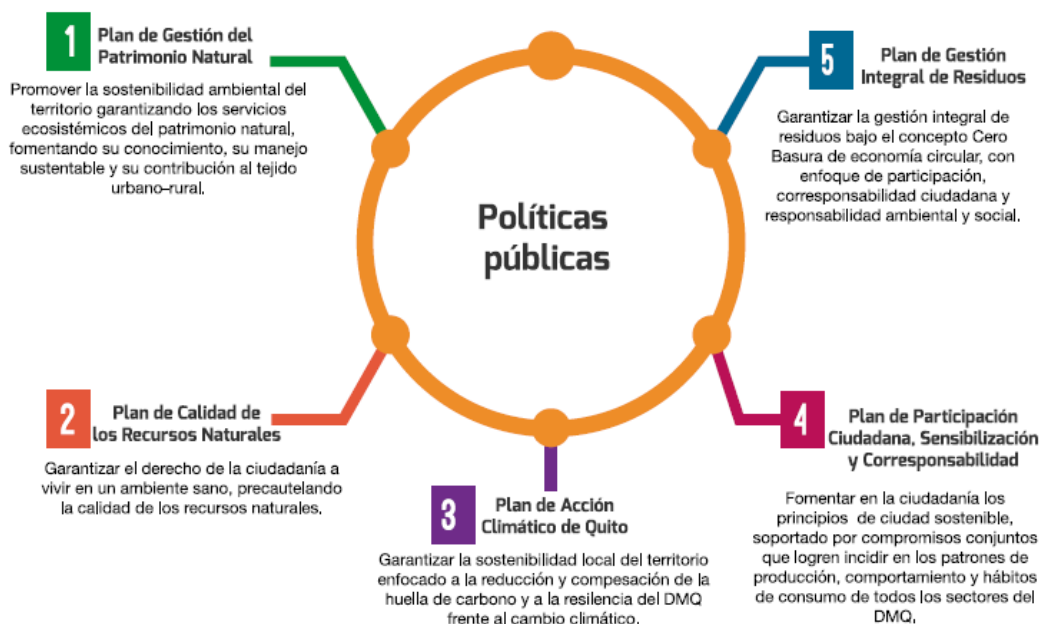 Políticas
públicas
1
Plan de Gestión del
Patrimonio Natural
Promover la sostenibilidad ambiental del
territorio garantizando los servicios
ecosistémicos del patrimonio natural,
fomentando su conocimiento, su manejo
sustentable y su contribución al tejido
urbano-rural.
2
Plan de Calidad de
los Recursos Naturales
Garantizar el derecho de la ciudadanía a
vivir en un ambiente sano, precautelando
la calidad de los recursos naturales.
3
Plan de Acción
Climático de Quito
Garantizar la sostenibilidad local del territorio
enfocado a la reducción y compesación de la
huella de carbono y a la resilencia del DMQ
frente al cambio climático.
4
Plan de Participación
Ciudadana, Sensibilización
y Corresponsabilidad
Fomentar en la ciudadanía los
principios de ciudad sostenible,
soportado por compromisos conjuntos
que logren incidir en los patrones de
producción, comportamiento y hábitos
de consumo de todos los sectores del
DMQ.
5
Plan de Gestión
Integral de Residuos
Garantizar la gestión integral de
residuos bajo el concepto Cero
Basura de economía circular, con
enfoque de participación,
corresponsabilidad ciudadana y
responsabilidad ambiental y social.